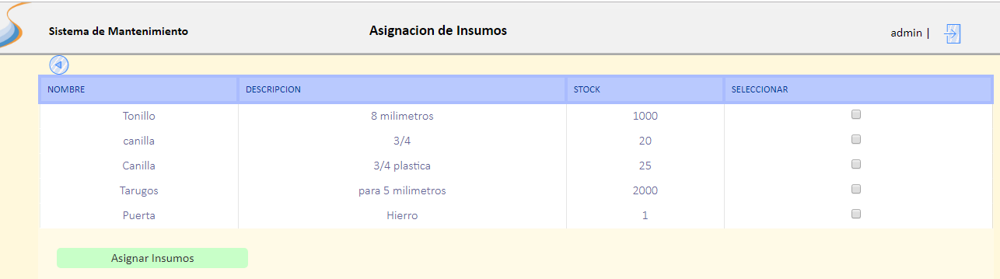 Sistema de Mantenimiento Asignacion de Insumos admin |
NOMBRE DESCRIPCION STOCK SELECCIONAR
Tonillo 8 milimetros 1000
canilla 3/4 20
Canilla 3/4 plastica 25
Tarugos para 5 milimetros 2000
Puerta Hierro 1
Asignar Insumos